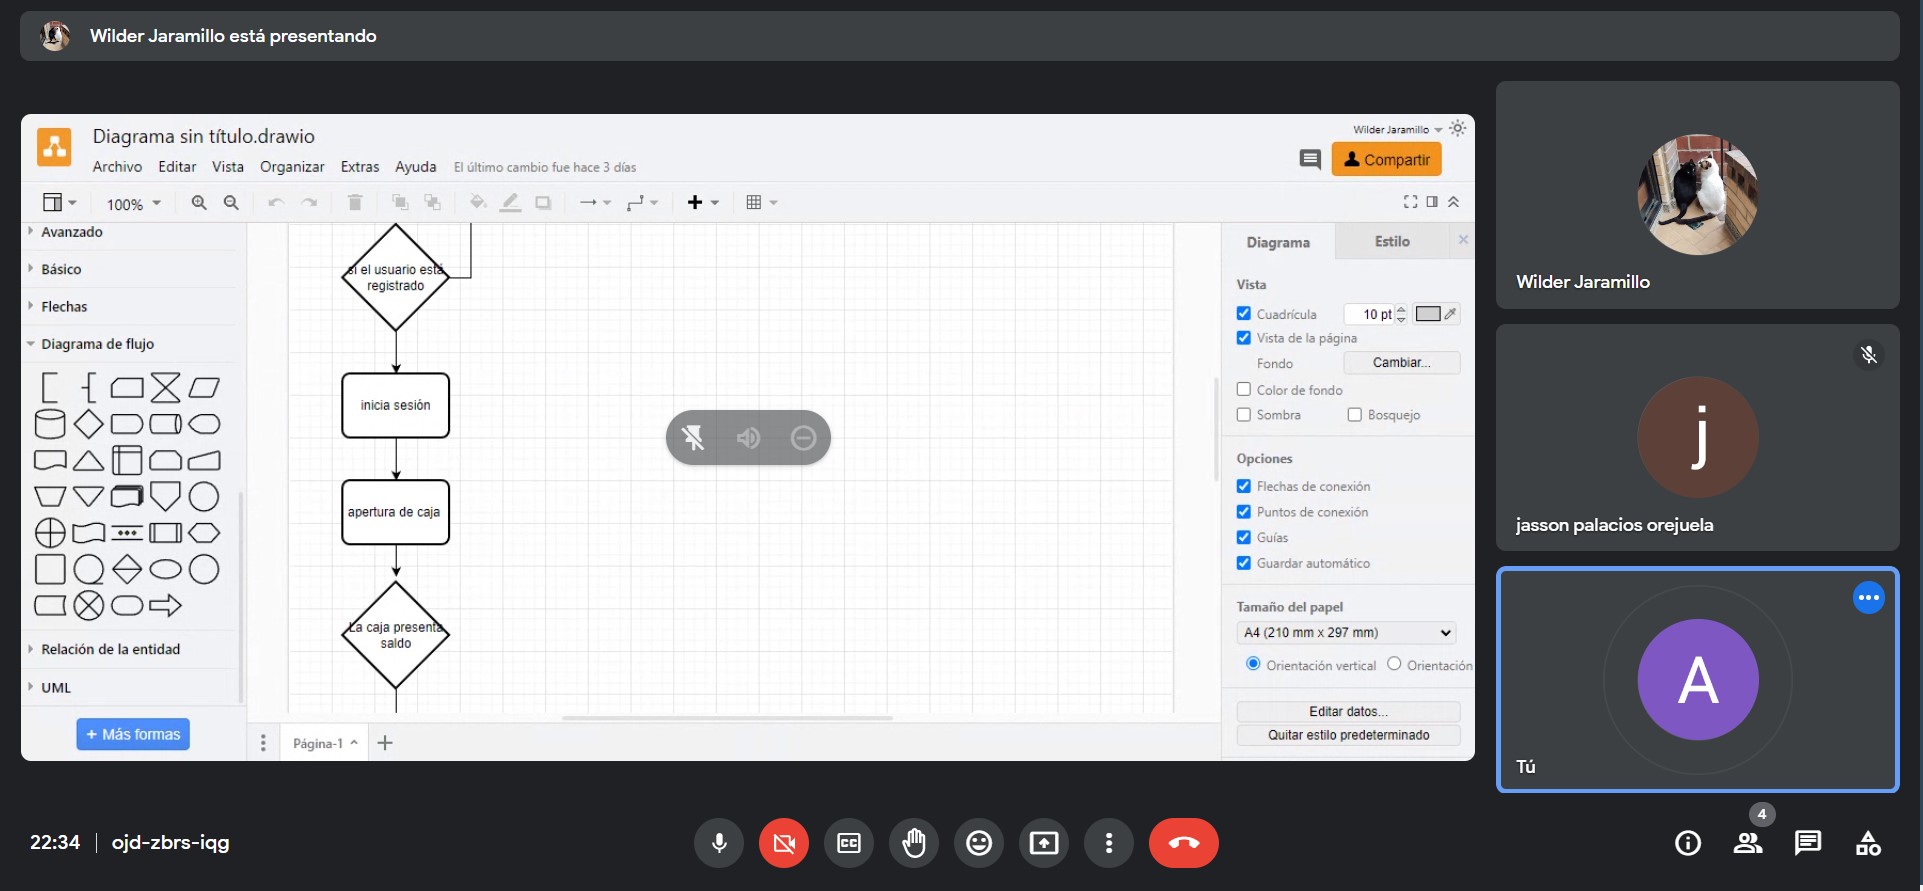 Wilder Jaramillo está presentando
Diagrama sin título.drawio
Archivo Editar Vista Organizar Extras Ayuda El último cambio fue hace 3 días
Wilder Jaramillo
Compartir
100%
Avanzado
Básico
Flechas
Diagrama de flujo
Relación de la entidad
UML
+ Más formas
si el usuario está
registrado
inicia sesión
apertura de caja
La caja presenta
saldo
Página-1
Diagrama Estilo
Vista
Cuadrícula 10 pt
Vista de la página
Fondo Cambiar...
Color de fondo
Sombra Bosquejo
Opciones
Flechas de conexión
Puntos de conexión
Guías
Guardar automático
Tamaño del papel
A4 (210 mm x 297 mm)
Orientación vertical Orientación
Editar datos...
Quitar estilo predeterminado
Wilder Jaramillo
j
jasson palacios orejuela
A
Tú
22:34 | ojd-zbrs-iqg
CC
4